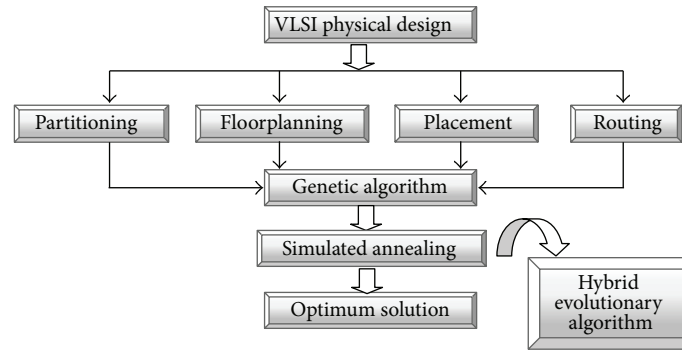 VLSI physical design
Partitioning
Floorplanning
Placement
Routing
Genetic algorithm
Simulated annealing
Optimum solution
Hybrid
evolutionary
algorithm